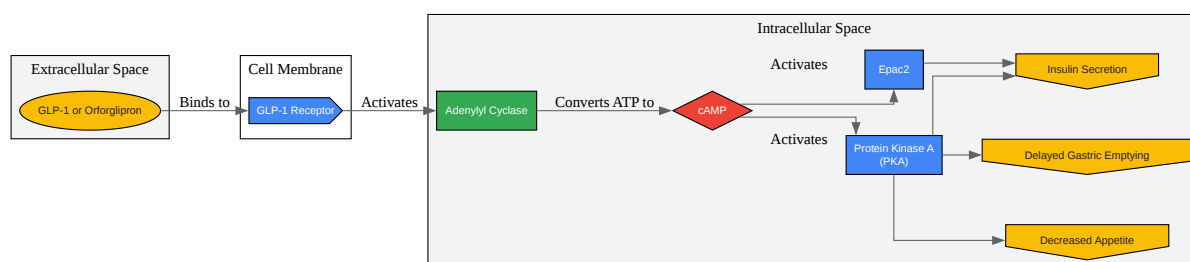 Intracellular Space
Extracellular Space
GLP-1 or Orforglipron
Binds to
Cell Membrane
GLP-1 Receptor
Activates
Adenylyl Cyclase
Converts ATP to
cAMP
Activates
Epac2
Insulin Secretion
Activates
Protein Kinase A
(PKA)
Delayed Gastric Emptying
Decreased Appetite